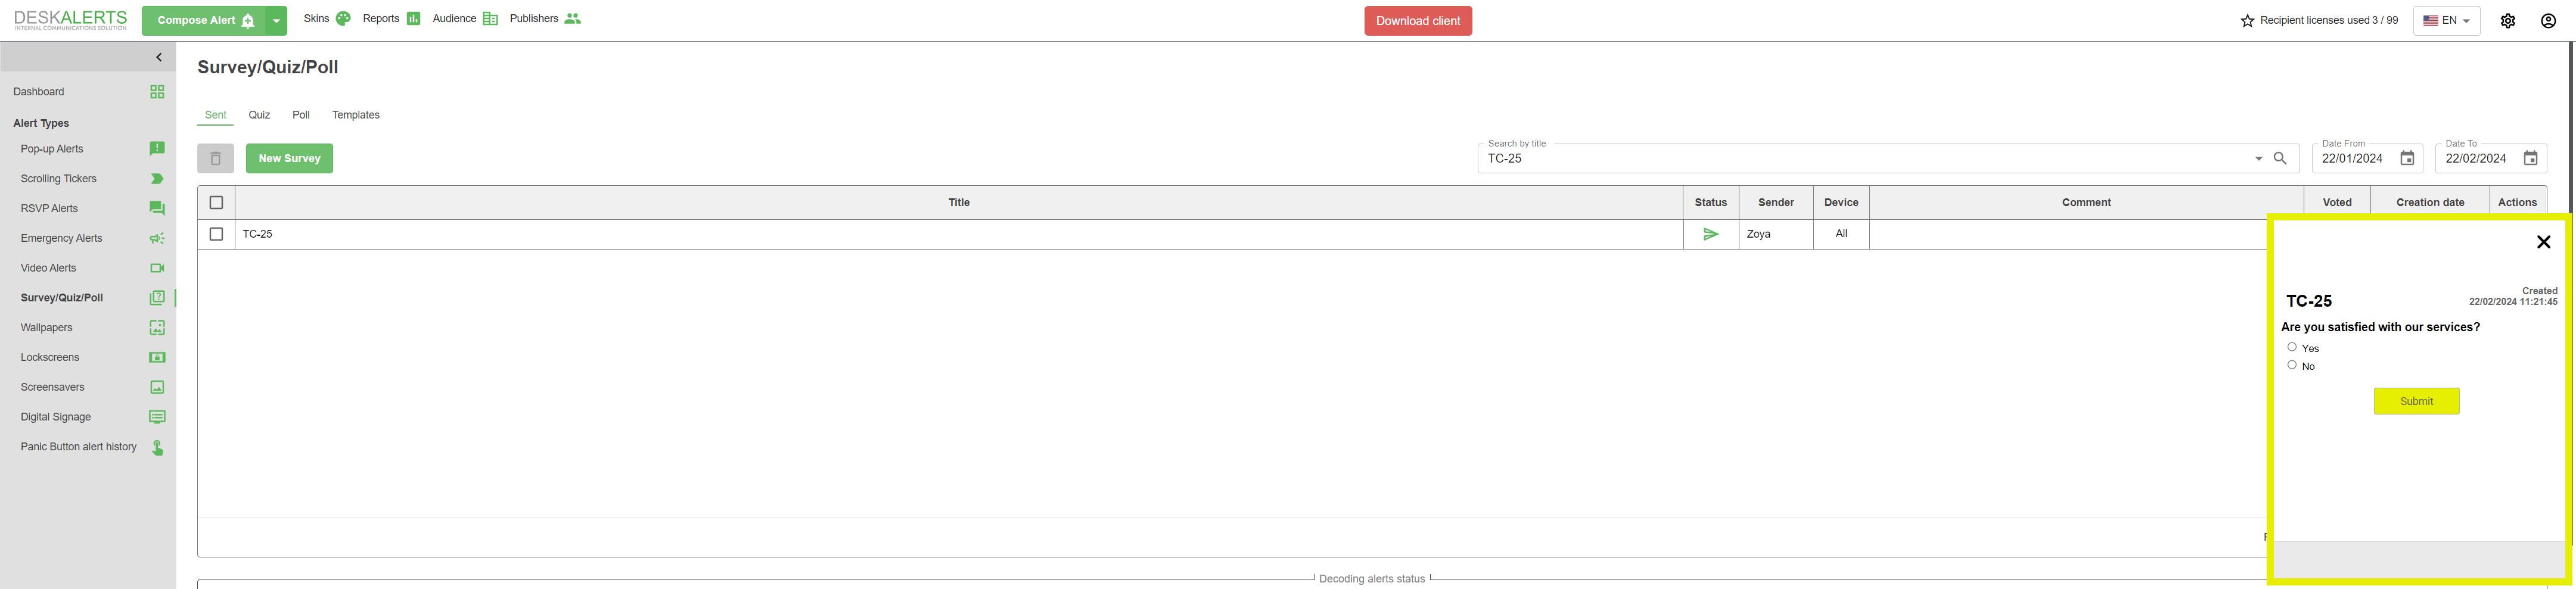 DESKALERTS
INTERNAL COMMUNICATIONS SOLUTION
Compose Alert
Skins
Reports
Audience
Publishers
Download client
Recipient licenses used 3 / 99
EN
Dashboard
Alert Types
Pop-up Alerts
Scrolling Tickers
RSVP Alerts
Emergency Alerts
Video Alerts
Survey/Quiz/Poll
Wallpapers
Lockscreens
Screensavers
Digital Signage
Panic Button alert history
Survey/Quiz/Poll
Sent
Quiz
Poll
Templates
New Survey
Search by title
TC-25
Date From
22/01/2024
Date To
22/02/2024
Title
Status
Sender
Device
Comment
Voted
Creation date
Actions
TC-25
Zoya
All
Created
TC-25
22/02/2024 11:21:45
Are you satisfied with our services?
Yes
No
Submit
Decoding alerts status